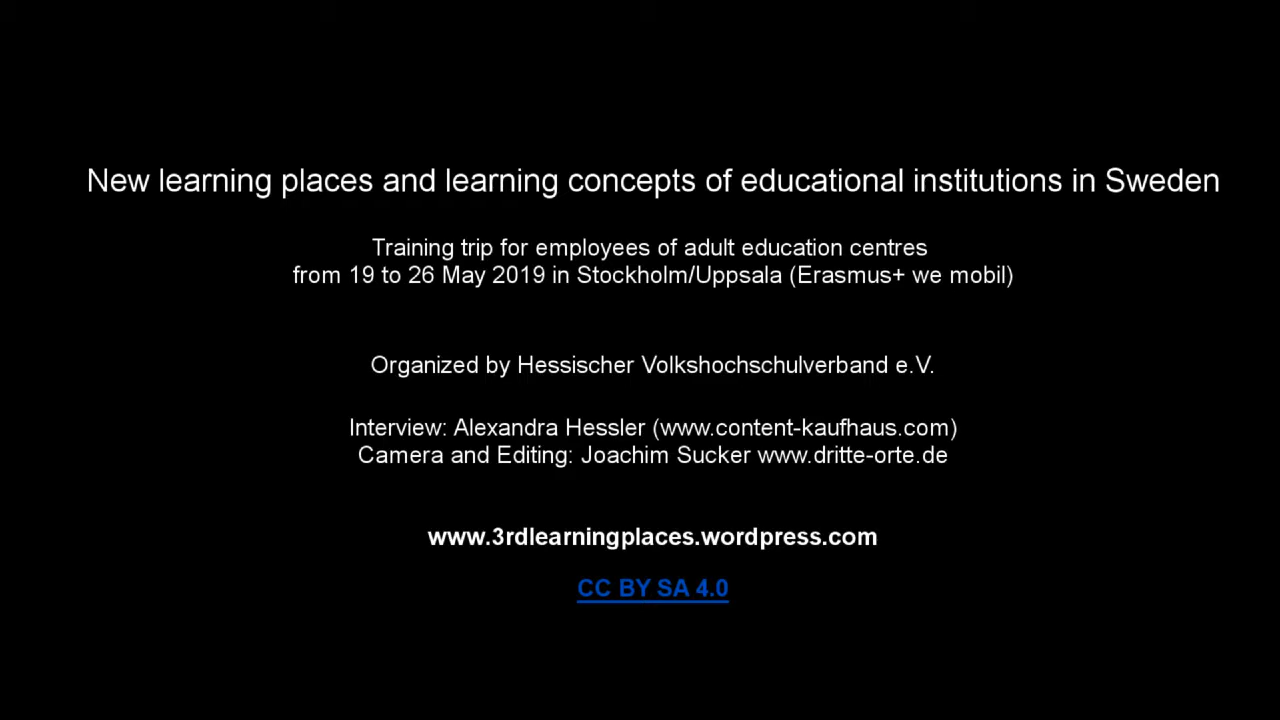 New learning places and learning concepts of educational institutions in Sweden
Training trip for employees of adult education centres
from 19 to 26 May 2019 in Stockholm/Uppsala (Erasmus+ we mobil)
Organized by Hessischer Volkshochschulverband e.V.
Interview: Alexandra Hessler (www.content-kaufhaus.com)
Camera and Editing: Joachim Sucker www.dritte-orte.de
www.3rdlearningplaces.wordpress.com
CC BY SA 4.0